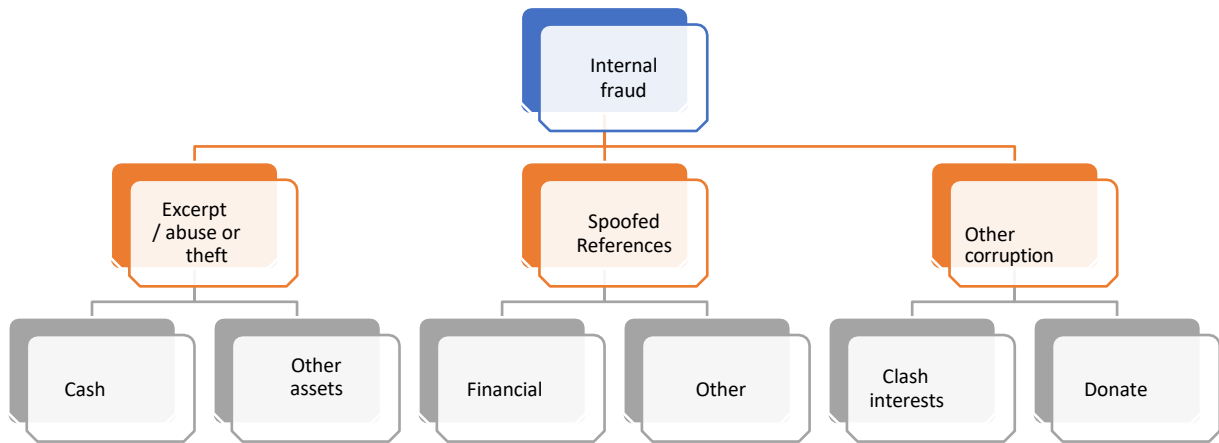 Internal
fraud
Excerpt
/ abuse or
theft
Spoofed
References
Other
corruption
Cash
Other
assets
Financial
Other
Clash
interests
Donate